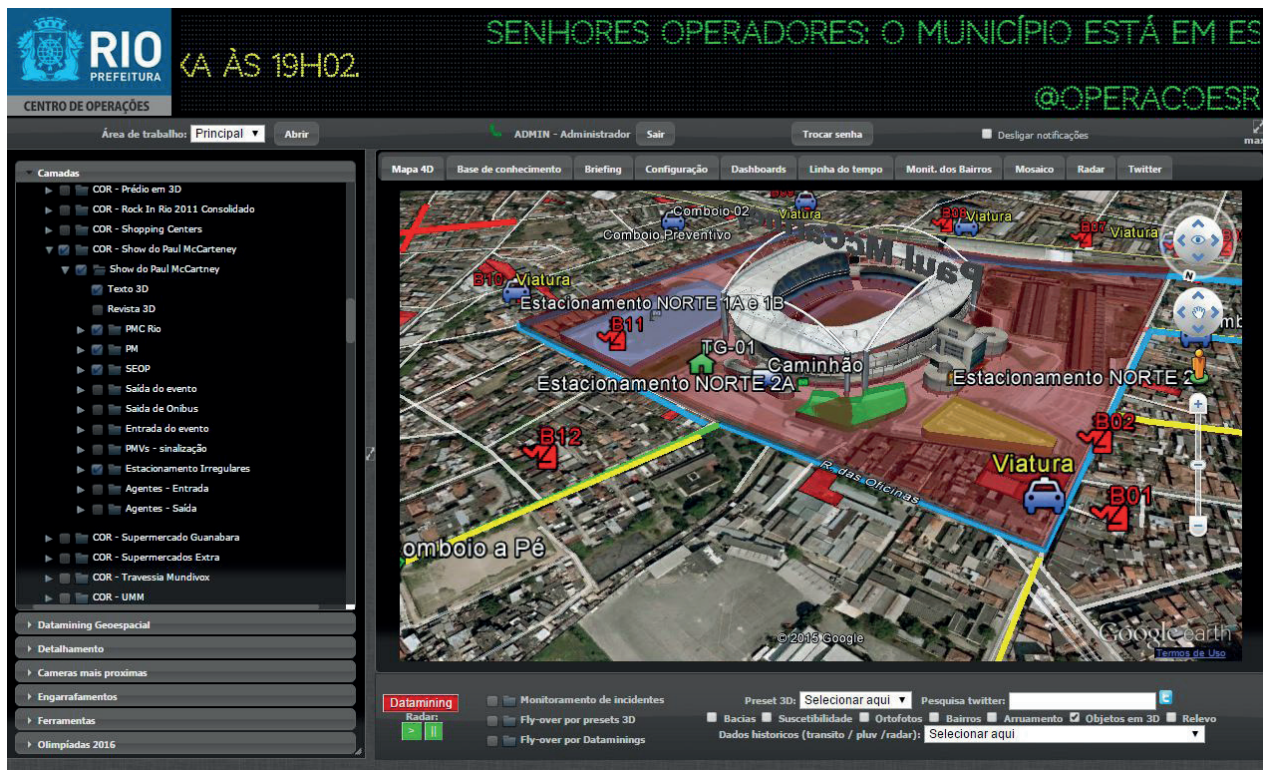 RIO
PREFEITURA
CENTRO DE OPERAÇÕES
SENHORES OPERADORES: O MUNICÍPIO ESTÁ EM ES
XA ÀS 19H02.
@OPERACOESR
Área de trabalho: Principal Abrir
ADMIN - Administrador Sair
Trocar senha
Desligar notificações
max
Camadas
COR - Prédio em 3D
COR - Rock In Rio 2011 Consolidado
COR - Shopping Centers
COR - Show do Paul McCarteney
Show do Paul McCartney
Texto 3D
Revista 3D
PMC Rio
PM
SEOP
Saída do evento
Saida de Onibus
Entrada do evento
PMVs - sinalização
Estacionamento Irregulares
Agentes - Entrada
Agentes - Saída
COR - Supermercado Guanabara
COR - Supermercados Extra
COR - Travessia Mundivox
COR - UMM
Datamining Geoespacial
Detalhamento
Cameras mais proximas
Engarrafamentos
Ferramentas
Olimpíadas 2016
Mapa 4D Base de conhecimento Briefing Configuração Dashboards Linha do tempo Monit. dos Bairros Mosaico Radar Twitter
Comboio 02
Viatura
B08 Viatura
Comboio Preventivo
B07 Viatura
Paul McCartney
B10 Viatura
N
Estacionamento NORTE 1A e 1B
B11
TG-01
Caminhão
Estacionamento NORTE 2A
Estacionamento NORTE 2
B12
B02
Viatura
R. das Oficinas
B01
omboio a Pé
© 2015 Google
Google earth
Termos de Uso
Datamining
Radar:
> ||
Monitoramento de incidentes
Fly-over por presets 3D
Fly-over por Dataminings
Preset 3D: Selecionar aqui Pesquisa twitter:
Bacias Suscetibilidade Ortofotos Bairros Arruamento Objetos em 3D Relevo
Dados historicos (transito / pluv /radar): Selecionar aqui